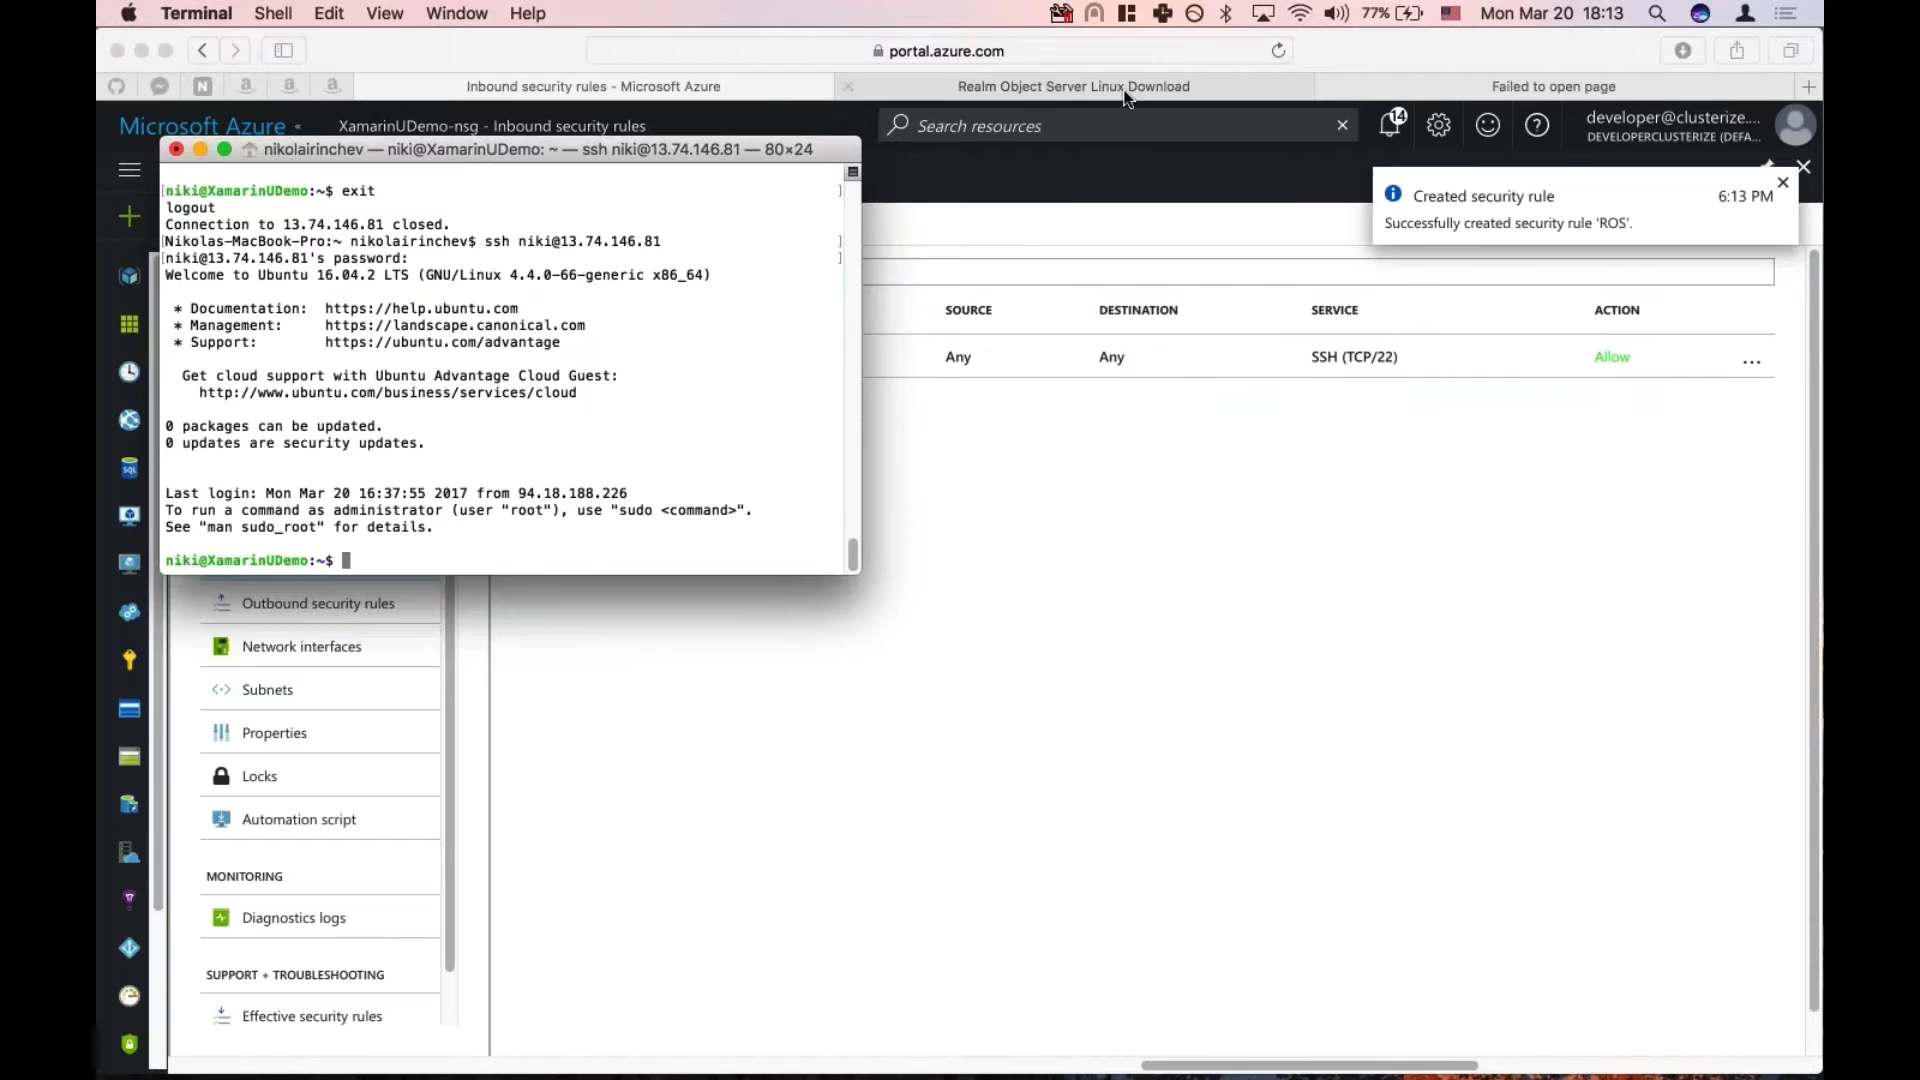 Terminal Shell Edit View Window Help 77% Mon Mar 20 18:13
portal.azure.com
Inbound security rules - Microsoft Azure
Realm Object Server Linux Download
Failed to open page
Microsoft Azure «
XamarinUDemo-nsg - Inbound security rules
Search resources
14
developer@clusterize....
DEVELOPERCLUSTERIZE (DEFA...
nikolairinchev — niki@XamarinUDemo: ~ — ssh niki@13.74.146.81 — 80×24
[niki@XamarinUDemo:~$ exit ]
logout
Connection to 13.74.146.81 closed.
[Nikolas-MacBook-Pro:~ nikolairinchev$ ssh niki@13.74.146.81 ]
[niki@13.74.146.81's password: ]
Welcome to Ubuntu 16.04.2 LTS (GNU/Linux 4.4.0-66-generic x86_64)
* Documentation: https://help.ubuntu.com
* Management: https://landscape.canonical.com
* Support: https://ubuntu.com/advantage
Get cloud support with Ubuntu Advantage Cloud Guest:
http://www.ubuntu.com/business/services/cloud
0 packages can be updated.
0 updates are security updates.
Last login: Mon Mar 20 16:37:55 2017 from 94.18.188.226
To run a command as administrator (user "root"), use "sudo <command>".
See "man sudo_root" for details.
niki@XamarinUDemo:~$
Created security rule 6:13 PM
Successfully created security rule 'ROS'.
SOURCE DESTINATION SERVICE ACTION
Any Any SSH (TCP/22) Allow ...
SQL
Outbound security rules
Network interfaces
Subnets
Properties
Locks
Automation script
MONITORING
Diagnostics logs
SUPPORT + TROUBLESHOOTING
Effective security rules